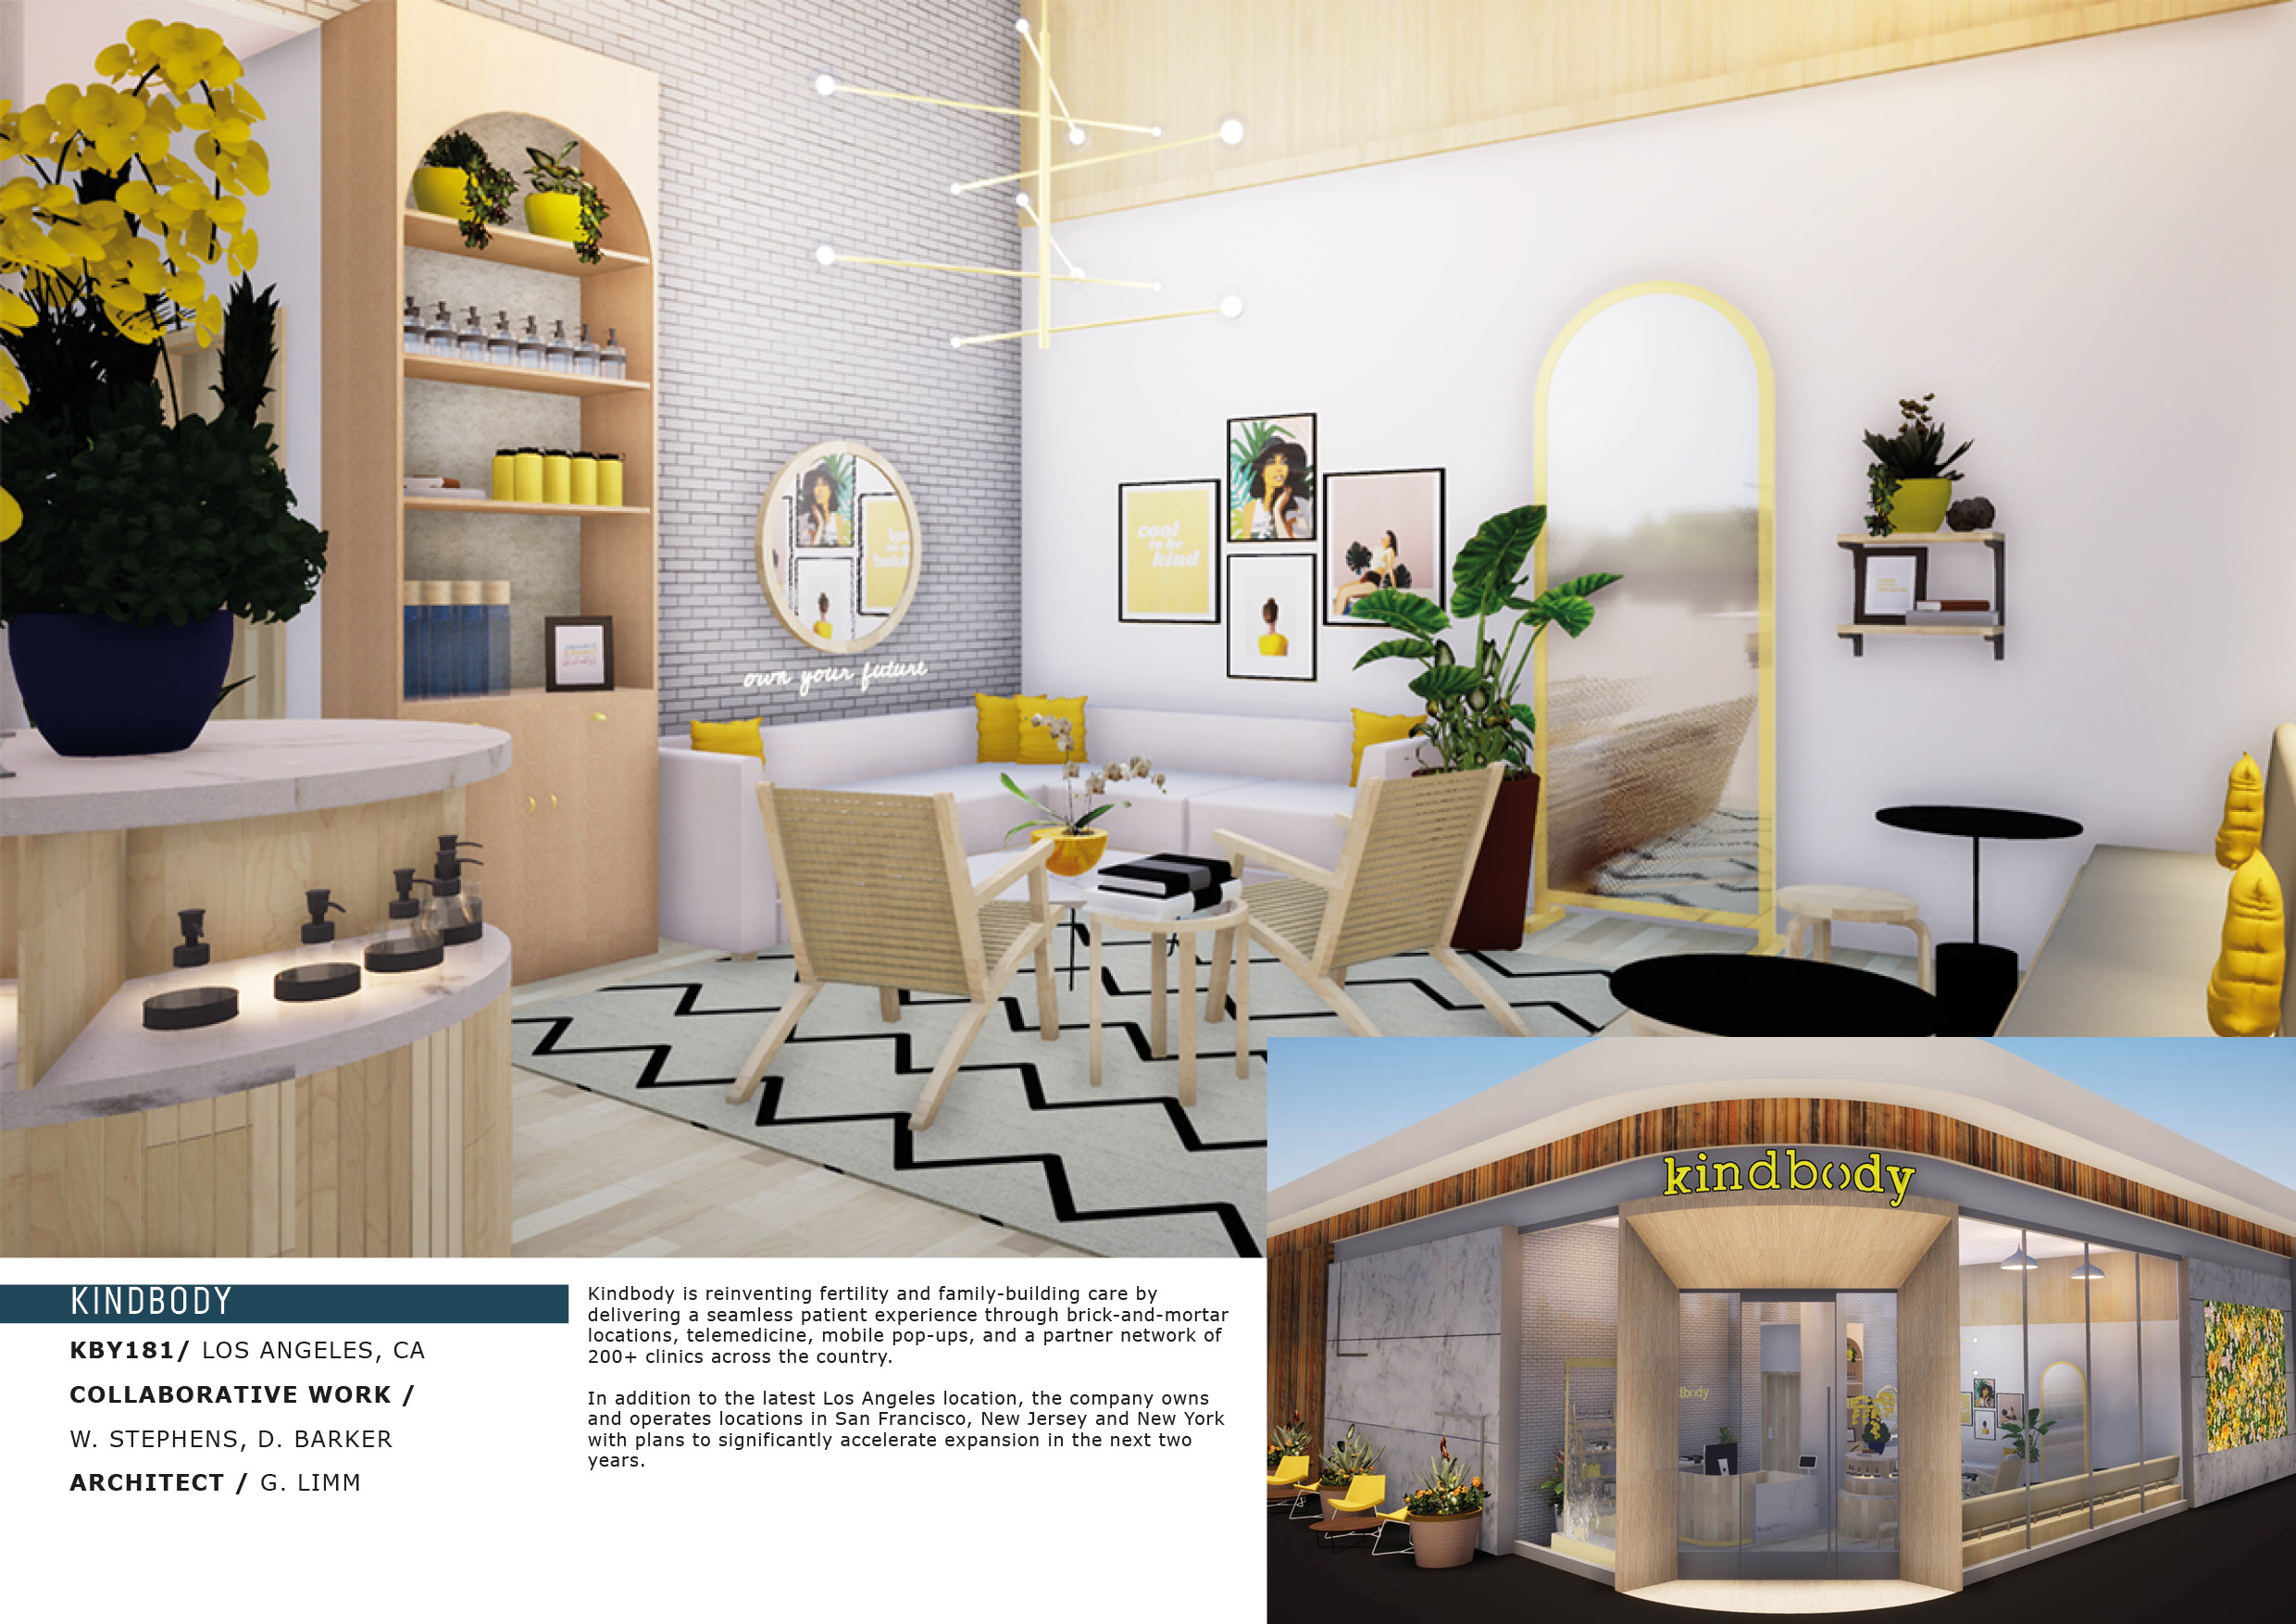 cool
to be
kind
own your future
kindbody
KINDBODY
KBY181/ LOS ANGELES, CA
COLLABORATIVE WORK /
W. STEPHENS, D. BARKER
ARCHITECT / G. LIMM
Kindbody is reinventing fertility and family-building care by
delivering a seamless patient experience through brick-and-mortar
locations, telemedicine, mobile pop-ups, and a partner network of
200+ clinics across the country.
In addition to the latest Los Angeles location, the company owns
and operates locations in San Francisco, New Jersey and New York
with plans to significantly accelerate expansion in the next two
years.